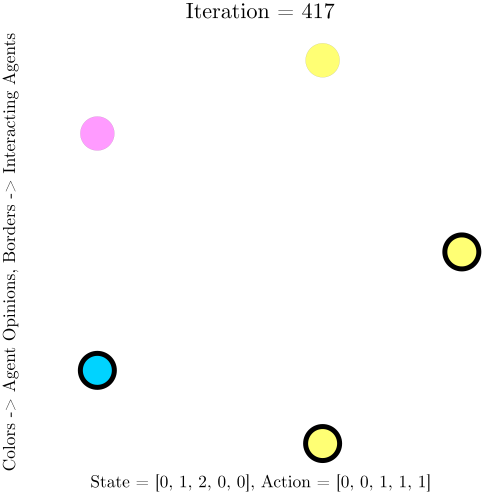 Iteration = 417
Colors -> Agent Opinions, Borders -> Interacting Agents
State = [0, 1, 2, 0, 0], Action = [0, 0, 1, 1, 1]